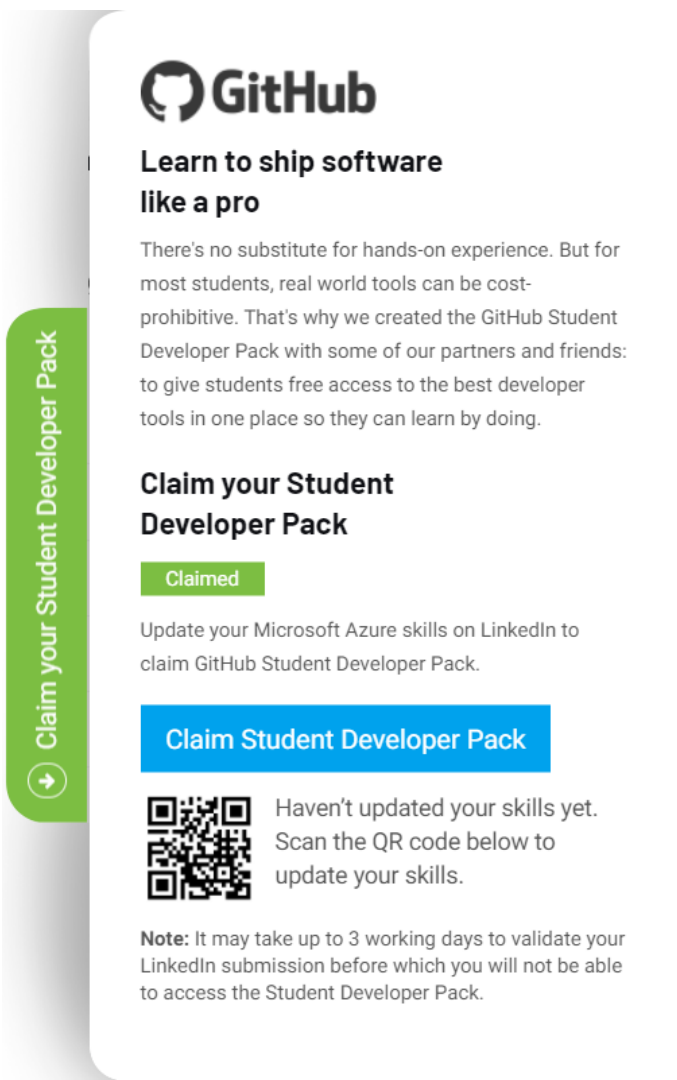 GitHub
Learn to ship software
like a pro
There's no substitute for hands-on experience. But for
most students, real world tools can be cost-
prohibitive. That's why we created the GitHub Student
Developer Pack with some of our partners and friends:
to give students free access to the best developer
tools in one place so they can learn by doing.
Claim your Student
Developer Pack
Claimed
Update your Microsoft Azure skills on LinkedIn to
claim GitHub Student Developer Pack.
Claim Student Developer Pack
Haven't updated your skills yet.
Scan the QR code below to
update your skills.
Note: It may take up to 3 working days to validate your
LinkedIn submission before which you will not be able
to access the Student Developer Pack.
Claim your Student Developer Pack